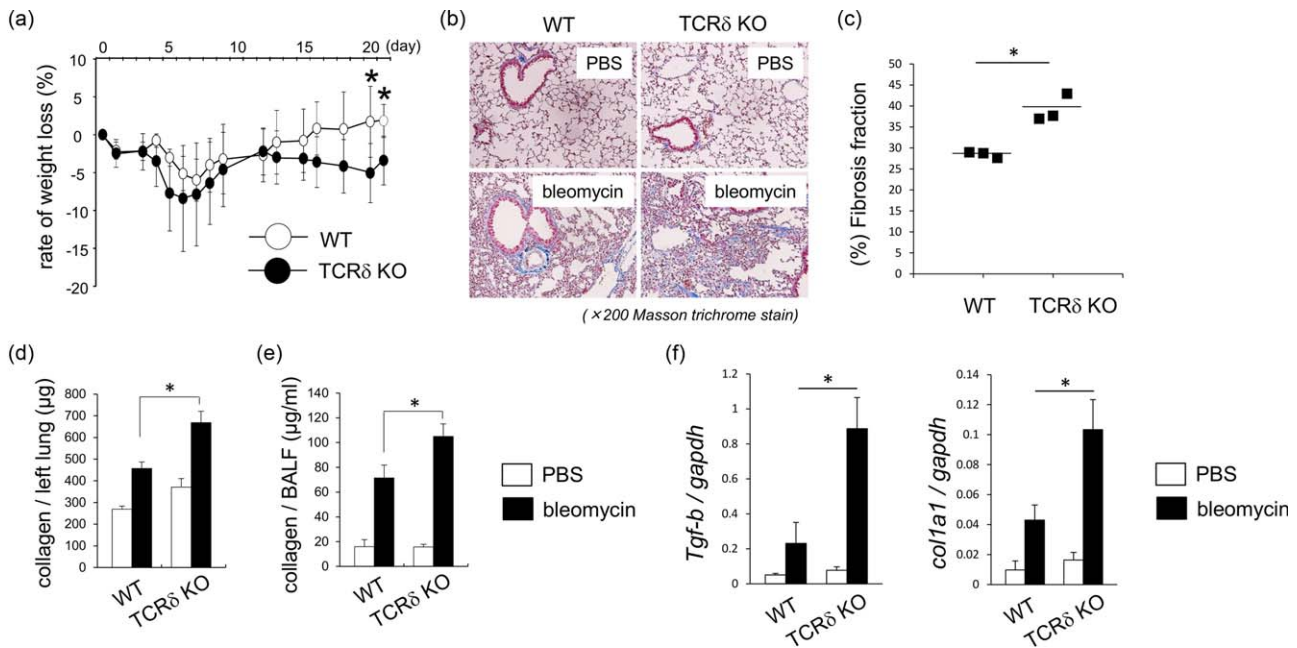 (a)
0 5 10 15 20 (day)
10
5
0
-5
-10
-15
-20
rate of weight loss (%)
*
*
WT
TCRδ KO
(b)
WT TCRδ KO
PBS PBS
bleomycin bleomycin
(×200 Masson trichrome stain)
(c)
*
50
45
40
35
30
25
20
15
10
5
0
(%) Fibrosis fraction
WT TCRδ KO
(d)
*
800
700
600
500
400
300
200
100
0
collagen / left lung (µg)
WT
TCRδ KO
(e)
*
140
120
100
80
60
40
20
0
collagen / BALF (µg/ml)
WT
TCRδ KO
PBS
bleomycin
(f)
*
1.2
1
0.8
0.6
0.4
0.2
0
Tgf-b / gapdh
WT
TCRδ KO
*
0.14
0.12
0.1
0.08
0.06
0.04
0.02
0
col1a1 / gapdh
WT
TCRδ KO
PBS
bleomycin